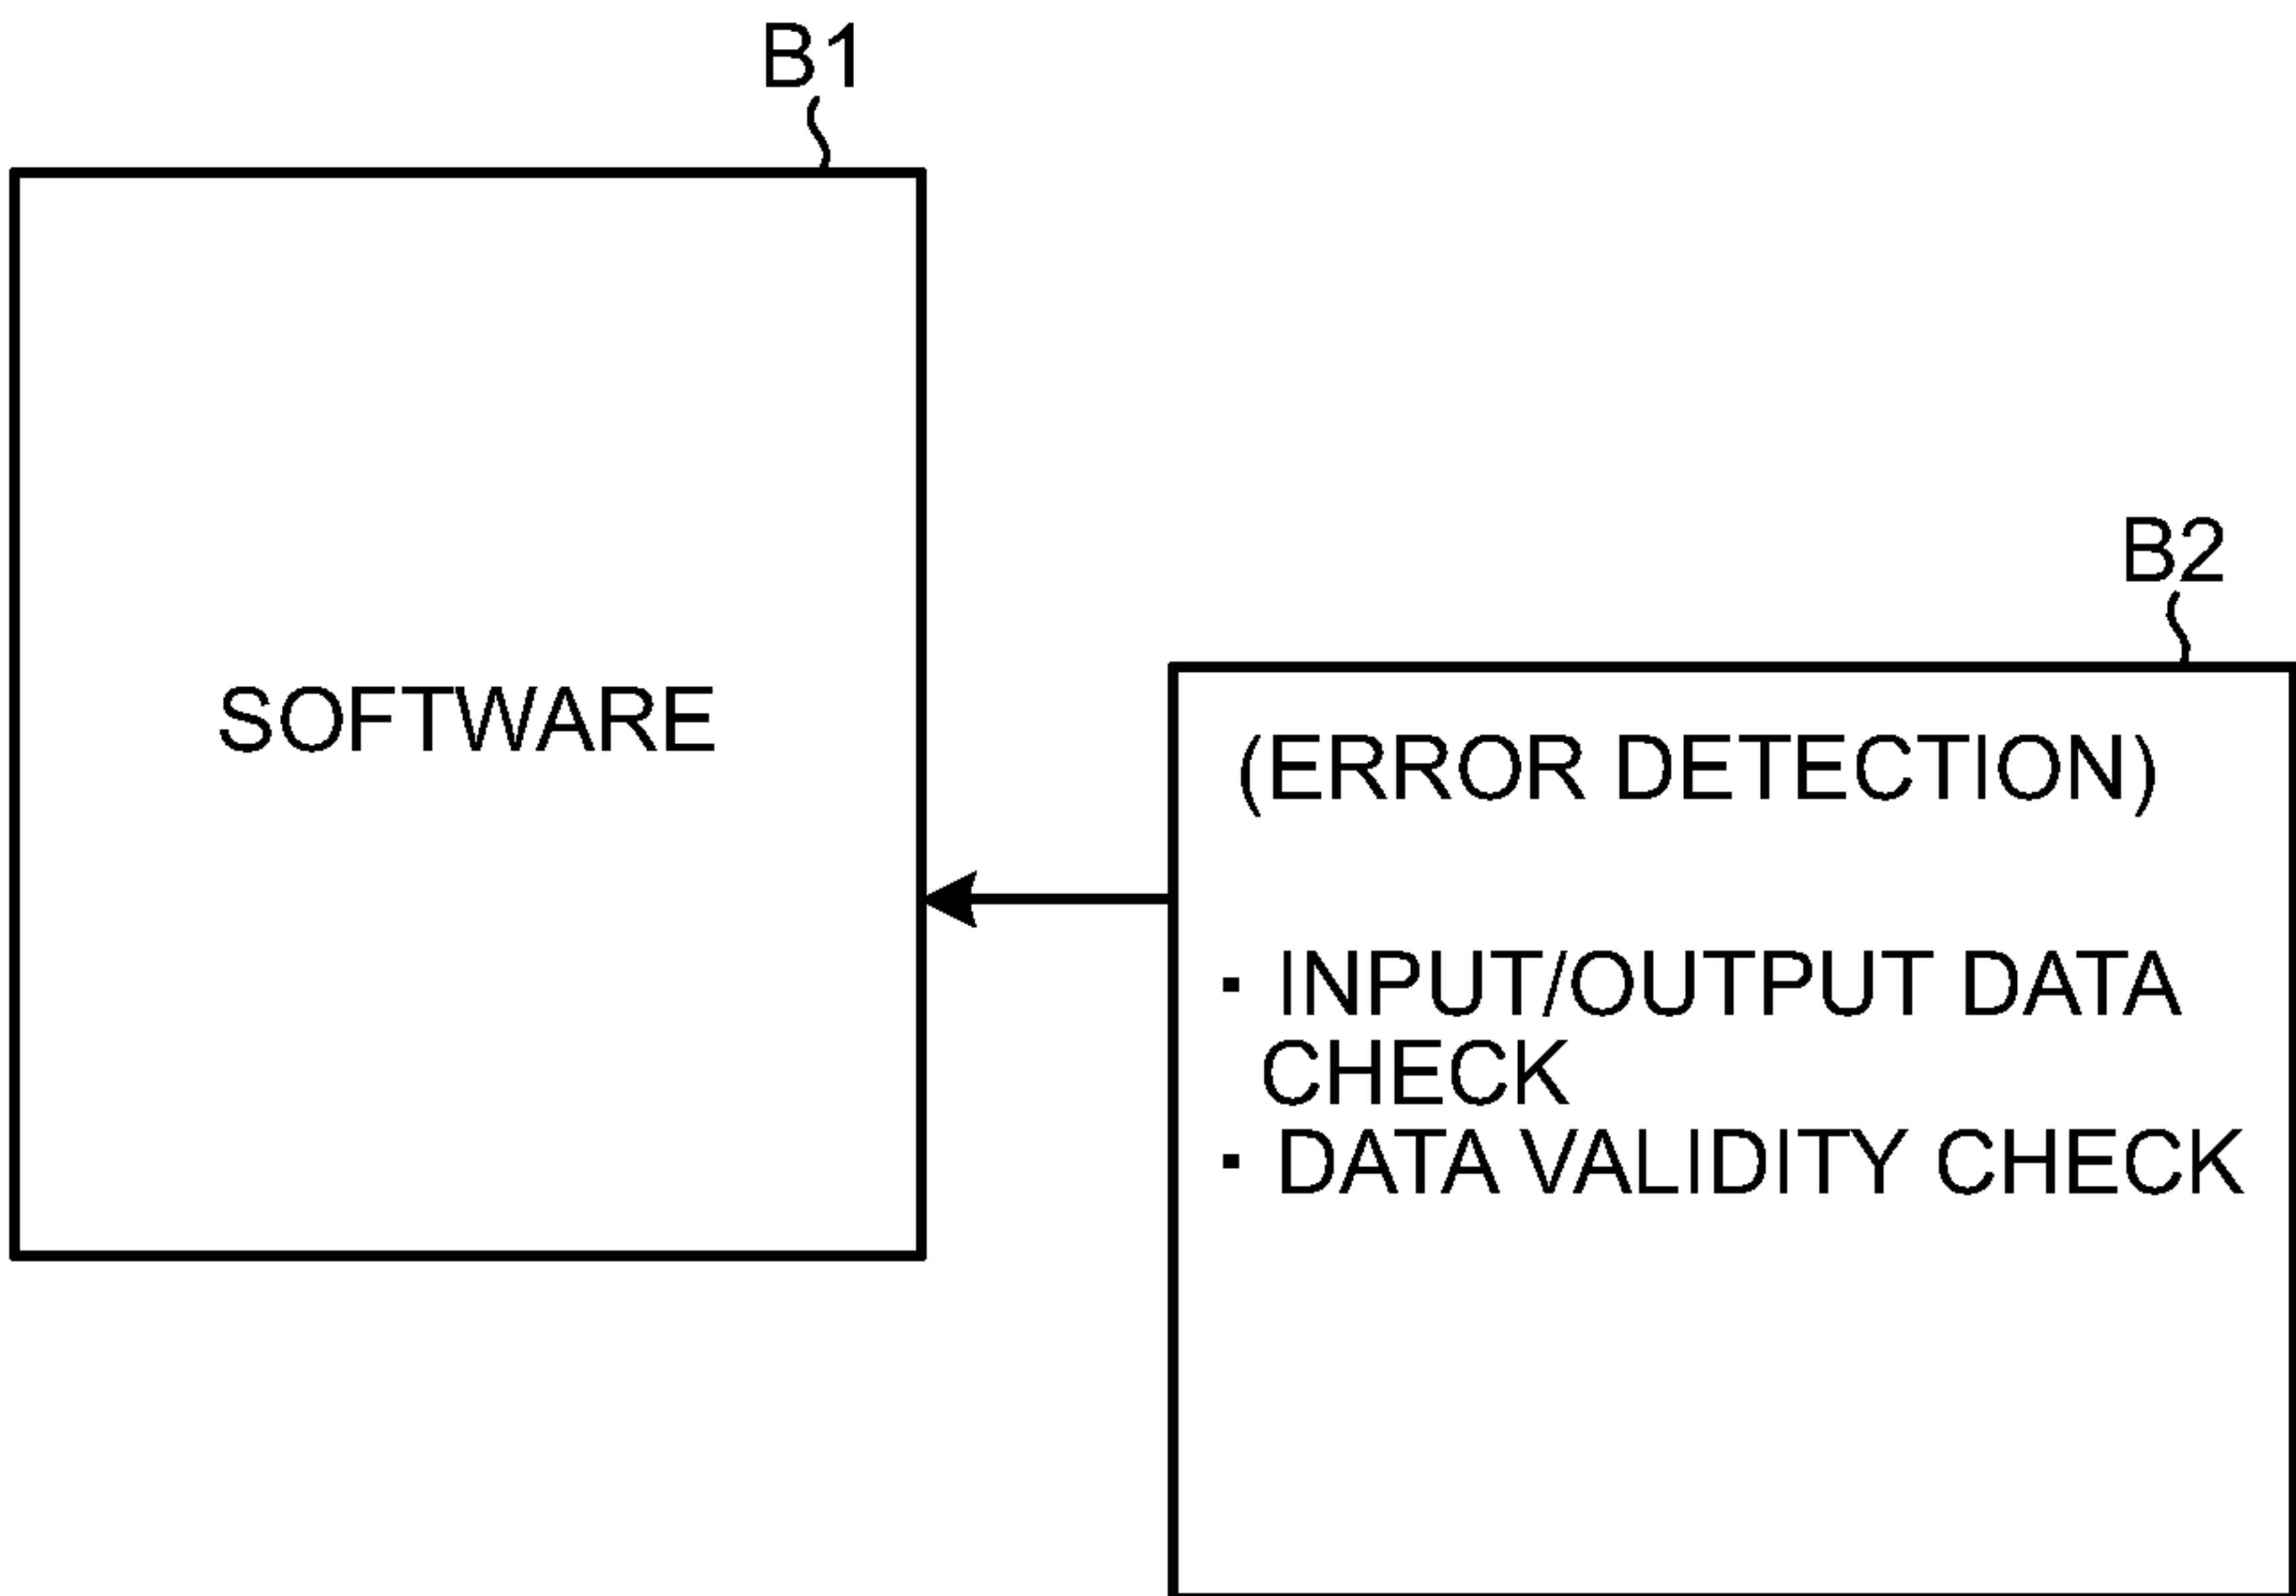 B1
SOFTWARE
B2
(ERROR DETECTION)
▪ INPUT/OUTPUT DATA
CHECK
▪ DATA VALIDITY CHECK